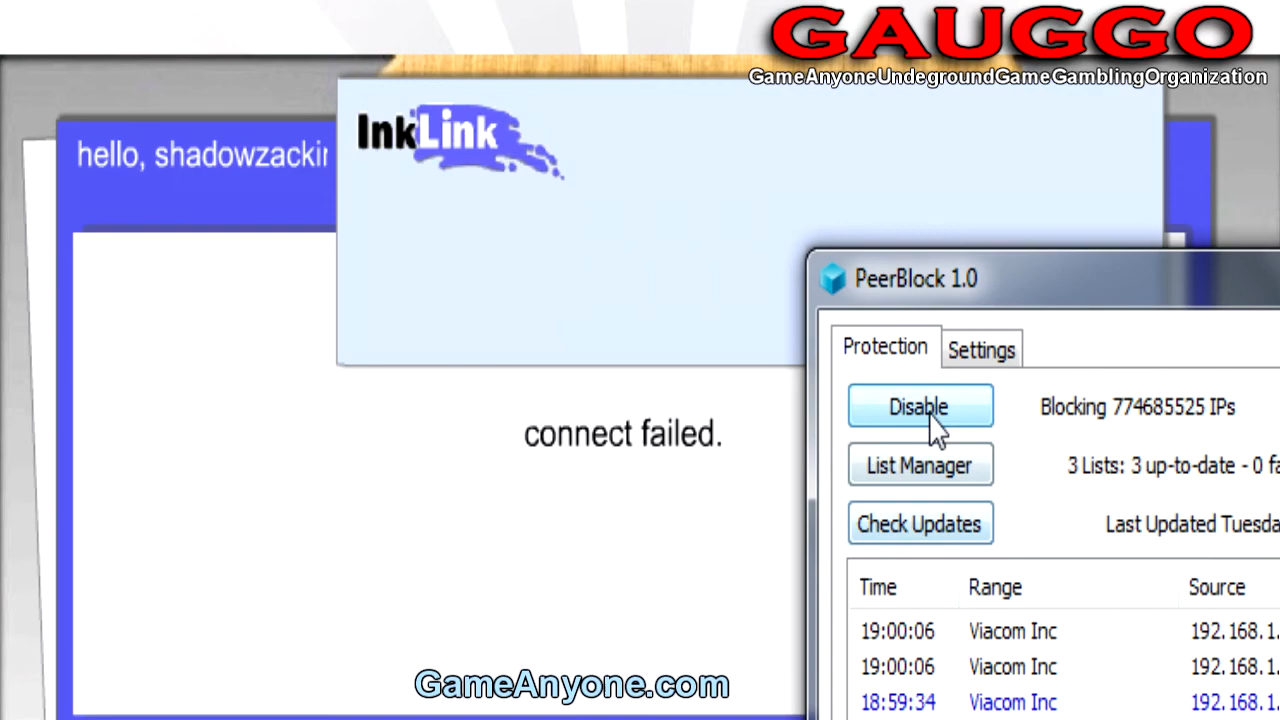 GAUGGO
GameAnyoneUndegroundGameGamblingOrganization
InkLink
hello, shadowzackin
PeerBlock 1.0
Protection
Settings
Disable
Blocking 774685525 IPs
connect failed.
List Manager
3 Lists: 3 up-to-date - 0 fa
Check Updates
Last Updated Tuesda
Time Range Source
19:00:06 Viacom Inc 192.168.1.
19:00:06 Viacom Inc 192.168.1.
18:59:34 Viacom Inc 192.168.1.
GameAnyone.com